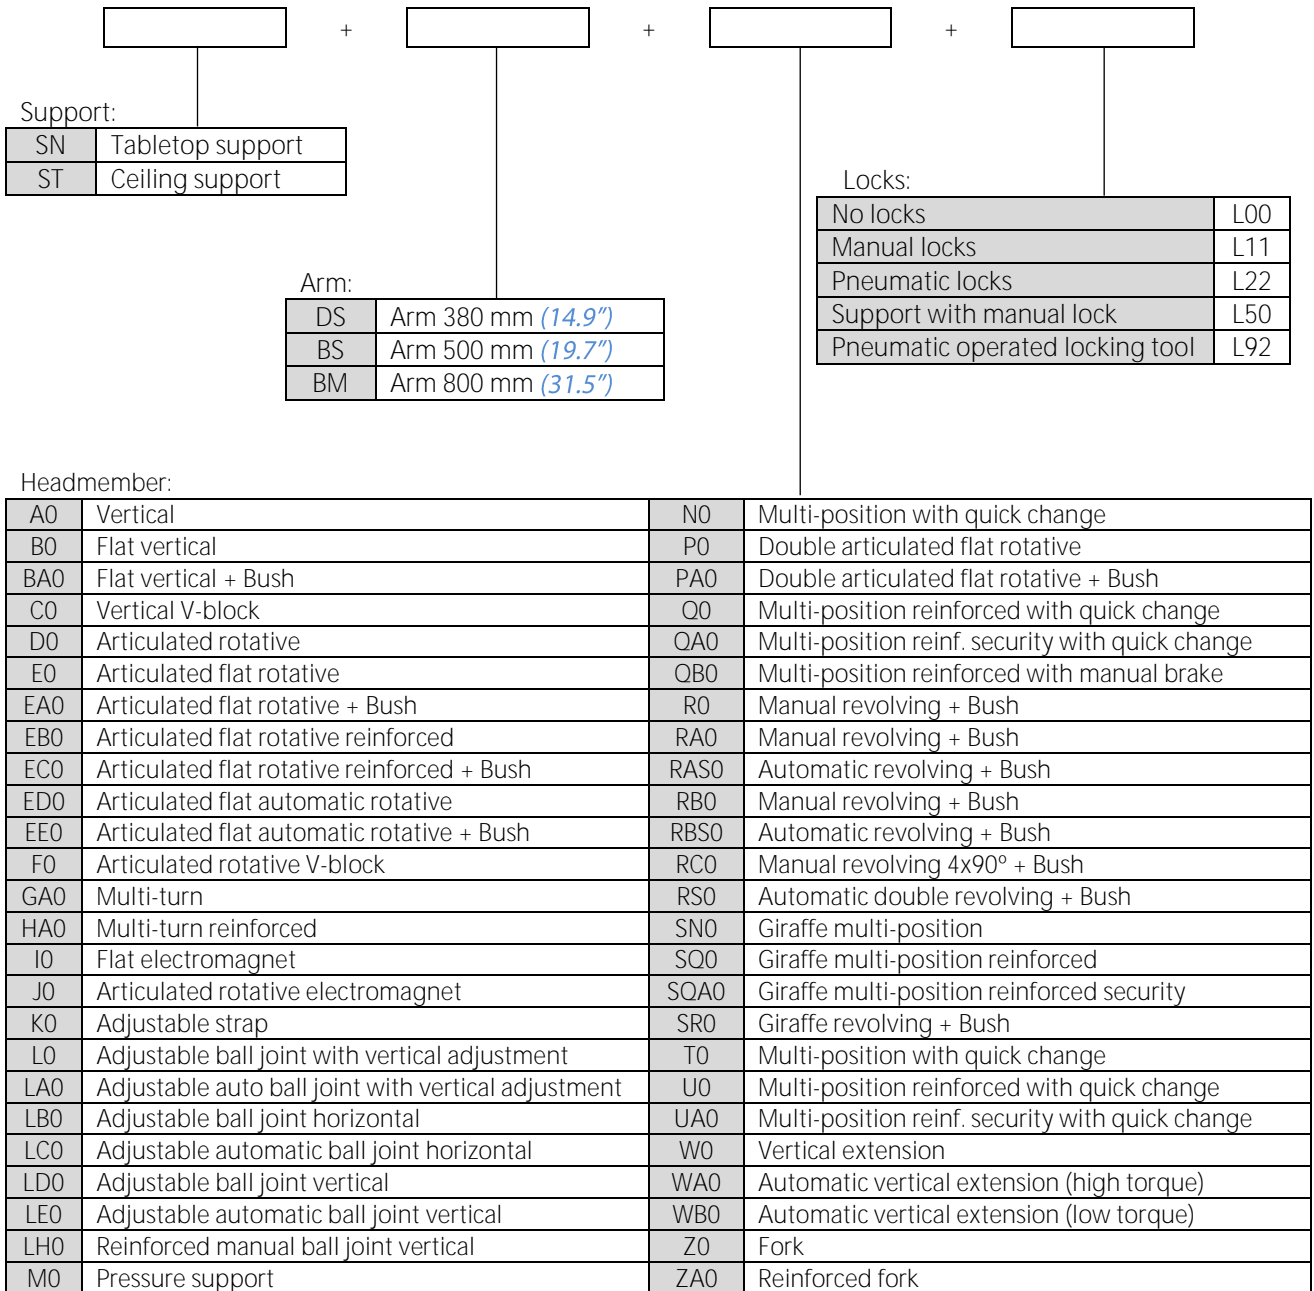 + + +
Support:
SN Tabletop support
ST Ceiling support
Locks:
No locks L00
Manual locks L11
Pneumatic locks L22
Support with manual lock L50
Pneumatic operated locking tool L92
Arm:
DS Arm 380 mm (14.9”)
BS Arm 500 mm (19.7”)
BM Arm 800 mm (31.5”)
Headmember:
A0 Vertical N0 Multi-position with quick change
B0 Flat vertical P0 Double articulated flat rotative
BA0 Flat vertical + Bush PA0 Double articulated flat rotative + Bush
C0 Vertical V-block Q0 Multi-position reinforced with quick change
D0 Articulated rotative QA0 Multi-position reinf. security with quick change
E0 Articulated flat rotative QB0 Multi-position reinforced with manual brake
EA0 Articulated flat rotative + Bush R0 Manual revolving + Bush
EB0 Articulated flat rotative reinforced RA0 Manual revolving + Bush
EC0 Articulated flat rotative reinforced + Bush RAS0 Automatic revolving + Bush
ED0 Articulated flat automatic rotative RB0 Manual revolving + Bush
EE0 Articulated flat automatic rotative + Bush RBS0 Automatic revolving + Bush
F0 Articulated rotative V-block RC0 Manual revolving 4x90º + Bush
GA0 Multi-turn RS0 Automatic double revolving + Bush
HA0 Multi-turn reinforced SN0 Giraffe multi-position
I0 Flat electromagnet SQ0 Giraffe multi-position reinforced
J0 Articulated rotative electromagnet SQA0 Giraffe multi-position reinforced security
K0 Adjustable strap SR0 Giraffe revolving + Bush
L0 Adjustable ball joint with vertical adjustment T0 Multi-position with quick change
LA0 Adjustable auto ball joint with vertical adjustment U0 Multi-position reinforced with quick change
LB0 Adjustable ball joint horizontal UA0 Multi-position reinf. security with quick change
LC0 Adjustable automatic ball joint horizontal W0 Vertical extension
LD0 Adjustable ball joint vertical WA0 Automatic vertical extension (high torque)
LE0 Adjustable automatic ball joint vertical WB0 Automatic vertical extension (low torque)
LH0 Reinforced manual ball joint vertical Z0 Fork
M0 Pressure support ZA0 Reinforced fork